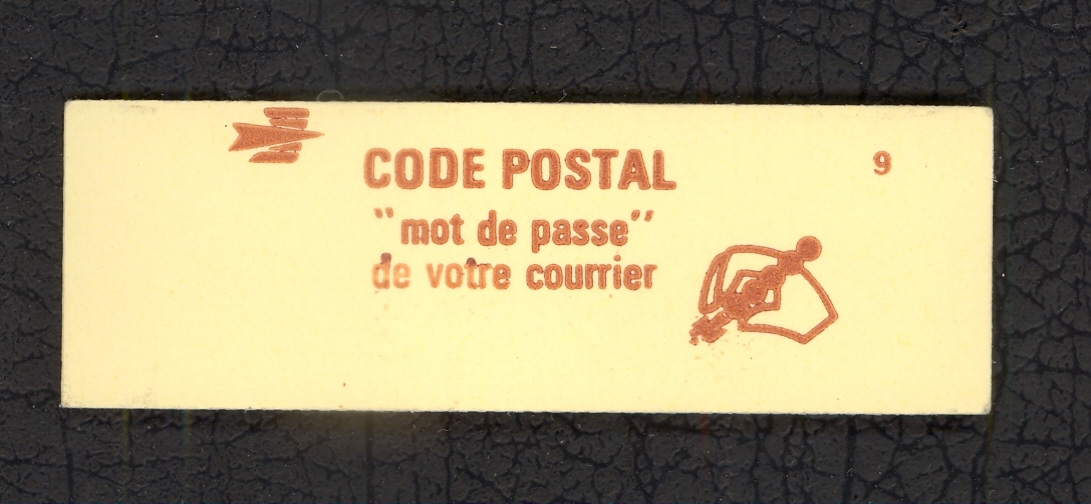 CODE POSTAL
9
"mot de passe"
de votre courrier